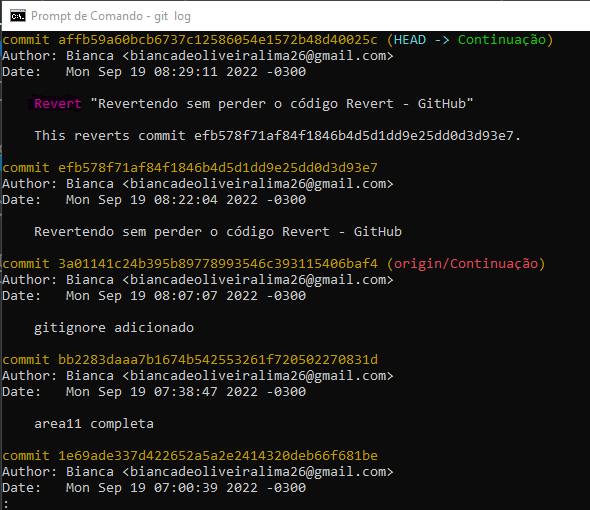 Prompt de Comando - git log
commit affb59a60bcb6737c12586054e1572b48d40025c (HEAD -> Continuação)
Author: Bianca <biancadeoliveiralima26@gmail.com>
Date:   Mon Sep 19 08:29:11 2022 -0300
Revert "Revertendo sem perder o código Revert - GitHub"
This reverts commit efb578f71af84f1846b4d5d1dd9e25dd0d3d93e7.
commit efb578f71af84f1846b4d5d1dd9e25dd0d3d93e7
Author: Bianca <biancadeoliveiralima26@gmail.com>
Date:   Mon Sep 19 08:22:04 2022 -0300
Revertendo sem perder o código Revert - GitHub
commit 3a01141c24b395b89778993546c393115406baf4 (origin/Continuação)
Author: Bianca <biancadeoliveiralima26@gmail.com>
Date:   Mon Sep 19 08:07:07 2022 -0300
gitignore adicionado
commit bb2283daaa7b1674b542553261f720502270831d
Author: Bianca <biancadeoliveiralima26@gmail.com>
Date:   Mon Sep 19 07:38:47 2022 -0300
area11 completa
commit 1e69ade337d422652a5a2e2414320deb66f681be
Author: Bianca <biancadeoliveiralima26@gmail.com>
Date:   Mon Sep 19 07:00:39 2022 -0300
: